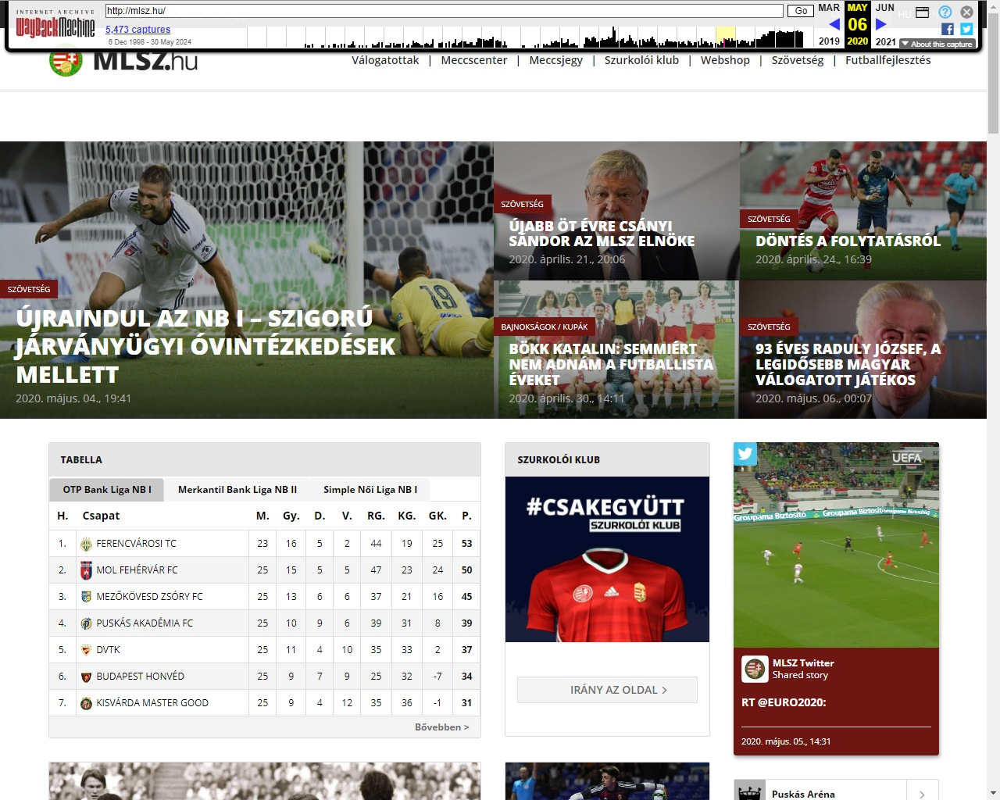 INTERNET ARCHIVE
WayBackMachine
http://mlsz.hu/
Go
5,473 captures
6 Dec 1998 - 30 May 2024
MAR
MAY
JUN
06
2019
2020
2021
About this capture
HU
MLSZ.hu
Válogatottak | Meccscenter | Meccsjegy | Szurkolói klub | Webshop | Szövetség | Futballfejlesztés
SZÖVETSÉG
ÚJRAINDUL AZ NB I – SZIGORÚ
JÁRVÁNYÜGYI ÓVINTÉZKEDÉSEK
MELLETT
2020. május. 04., 19:41
SZÖVETSÉG
ÚJABB ÖT ÉVRE CSÁNYI
SÁNDOR AZ MLSZ ELNÖKE
2020. április. 21., 20:06
SZÖVETSÉG
DÖNTÉS A FOLYTATÁSRÓL
2020. április. 24., 16:39
BAJNOKSÁGOK / KUPÁK
BÖKK KATALIN: SEMMIÉRT
NEM ADNÁM A FUTBALLISTA
ÉVEKET
2020. április. 30., 14:11
SZÖVETSÉG
93 ÉVES RADULY JÓZSEF, A
LEGIDŐSEBB MAGYAR
VÁLOGATOTT JÁTÉKOS
2020. május. 06., 00:07
19
TABELLA
OTP Bank Liga NB I
Merkantil Bank Liga NB II
Simple Női Liga NB I
H. Csapat M. Gy. D. V. RG. KG. GK. P.
1. FERENCVÁROSI TC 23 16 5 2 44 19 25 53
2. MOL FEHÉRVÁR FC 25 15 5 5 47 23 24 50
3. MEZŐKÖVESD ZSÓRY FC 25 13 6 6 37 21 16 45
4. PUSKÁS AKADÉMIA FC 25 10 9 6 39 31 8 39
5. DVTK 25 11 4 10 35 33 2 37
6. BUDAPEST HONVÉD 25 9 7 9 25 32 -7 34
7. KISVÁRDA MASTER GOOD 25 9 4 12 35 36 -1 31
Bővebben >
SZURKOLÓI KLUB
#CSAKEGYÜTT
SZURKOLÓI KLUB
adidas
IRÁNY AZ OLDAL >
UEFA
Groupama Biztosító
Groupama Biztosító
Groupama Biztosító
MLSZ Twitter
Shared story
RT @EURO2020:
2020. május. 05., 14:31
Puskás Aréna